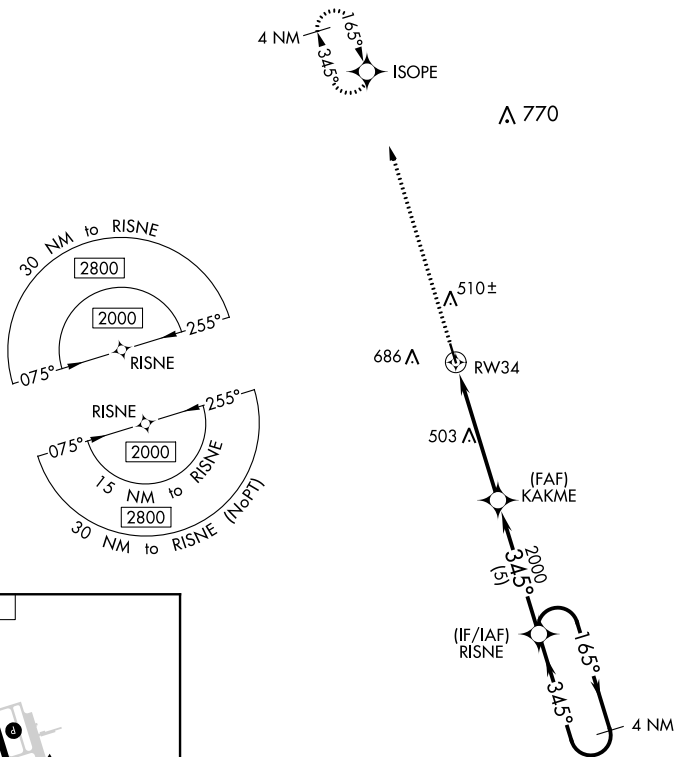 4 NM
165°
345°
ISOPE
770
30 NM to RISNE
2800
2000
255°
075°
RISNE
510±
686
RW34
RISNE
255°
075°
2000
15 NM to RISNE
2800
30 NM to RISNE (NoPT)
503
(FAF)
KAKME
2000
345°
(5)
(IF/IAF)
RISNE
165°
345°
4 NM
P